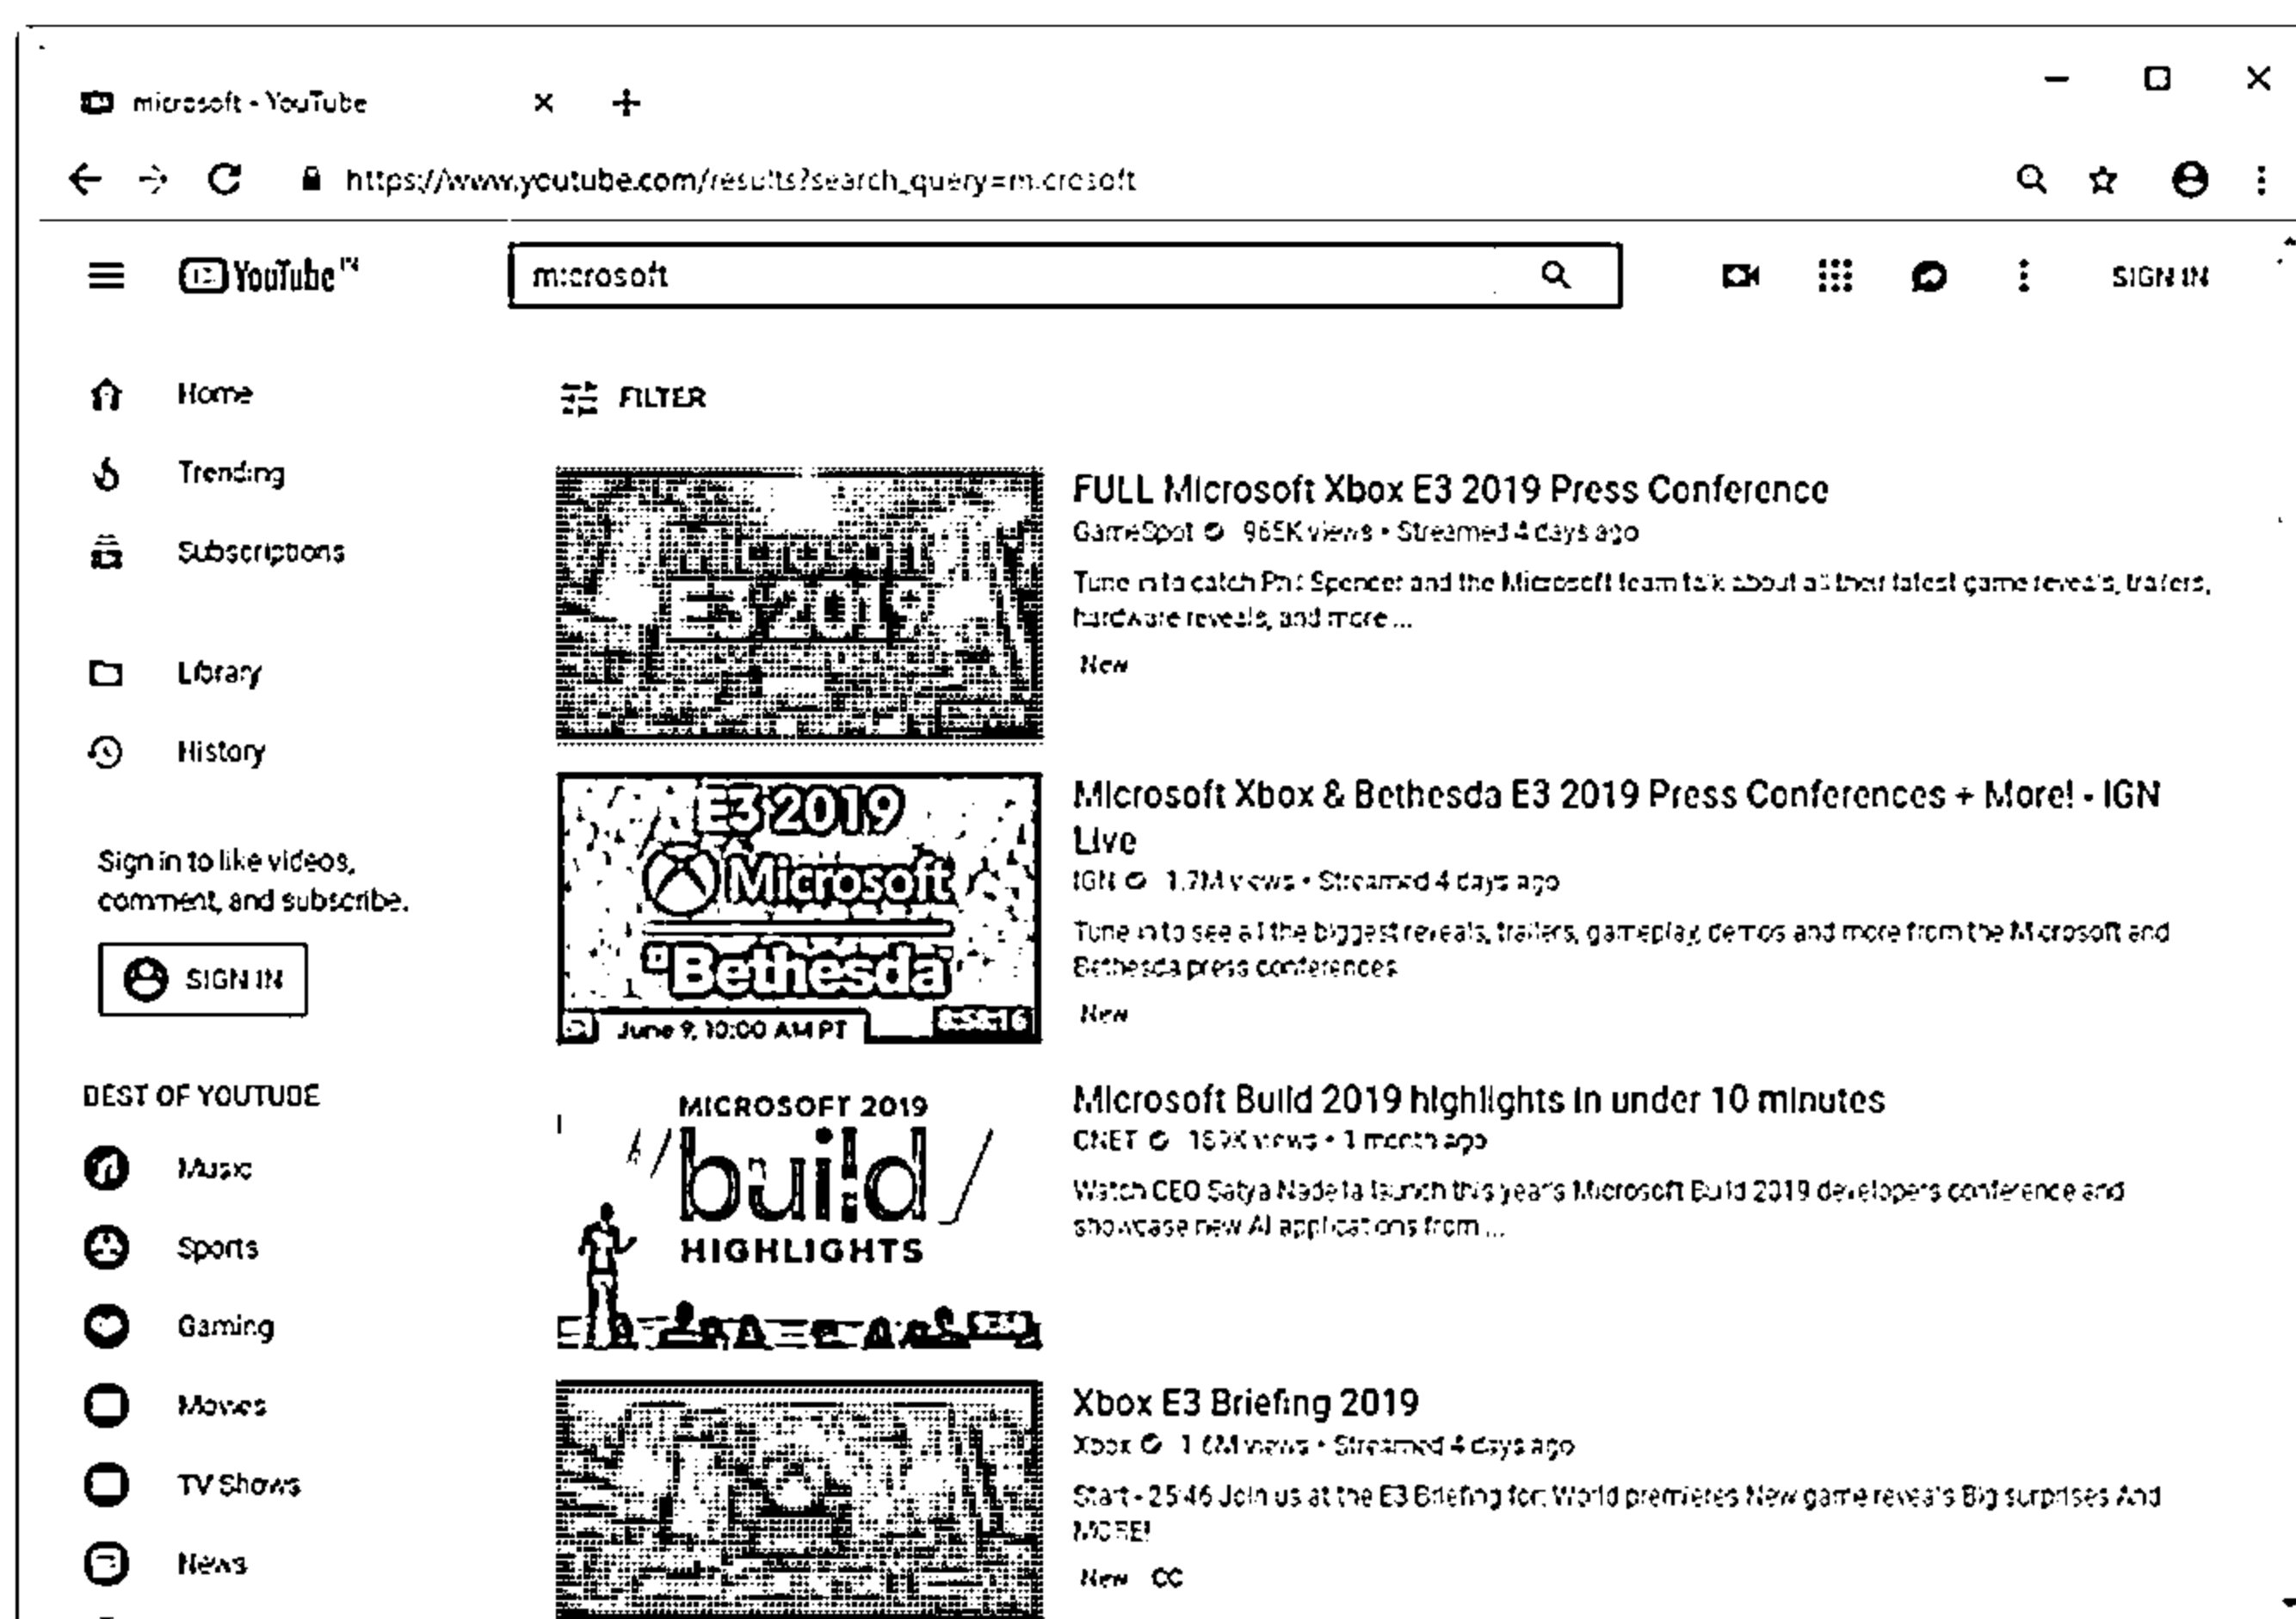 microsoft - YouTube
https://www.youtube.com/results?search_query=microsoft
YouTube
microsoft
SIGN IN
Home
FILTER
Trending
Subscriptions
Library
History
Sign in to like videos,
comment, and subscribe.
SIGN IN
BEST OF YOUTUBE
Music
Sports
Gaming
Movies
TV Shows
News
E3 2019
FULL Microsoft Xbox E3 2019 Press Conference
GameSpot 965K views • Streamed 4 days ago
Tune in to catch Phil Spencer and the Microsoft team talk about all their latest game reveals, trailers,
hardware reveals, and more ...
New
E3 2019
Microsoft
Bethesda
June 9, 10:00 AM PT
Microsoft Xbox & Bethesda E3 2019 Press Conferences + More! - IGN
Live
IGN 1.7M views • Streamed 4 days ago
Tune in to see all the biggest reveals, trailers, gameplay, demos and more from the Microsoft and
Bethesda press conferences
New
MICROSOFT 2019
build
HIGHLIGHTS
Microsoft Build 2019 highlights in under 10 minutes
CNET views • 1 month ago
Watch CEO Satya Nadella launch this year's Microsoft Build 2019 developers conference and
showcase new AI applications from ...
Xbox E3 Briefing 2019
Xbox 1.6M views • Streamed 4 days ago
Start - 25:46 Join us at the E3 Briefing for: World premieres New game reveals Big surprises And
MORE!
New CC